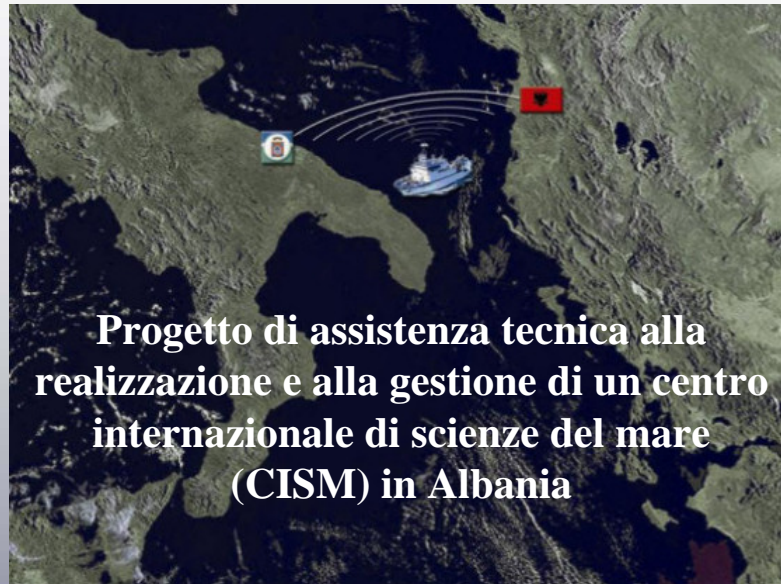 Progetto di assistenza tecnica alla
realizzazione e alla gestione di un centro
internazionale di scienze del mare
(CISM) in Albania